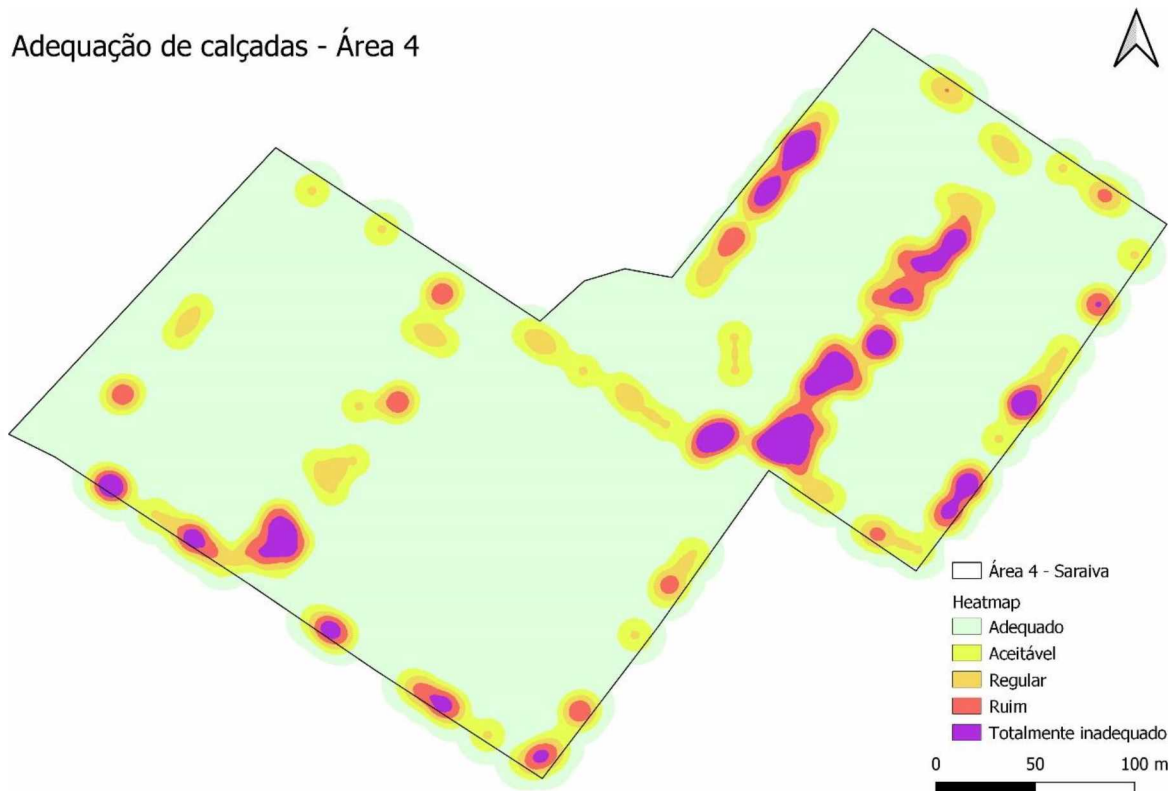 Adequação de calçadas - Área 4
Área 4 - Saraiva
Heatmap
Adequado
Aceitável
Regular
Ruim
Totalmente inadequado
0 50 100 m